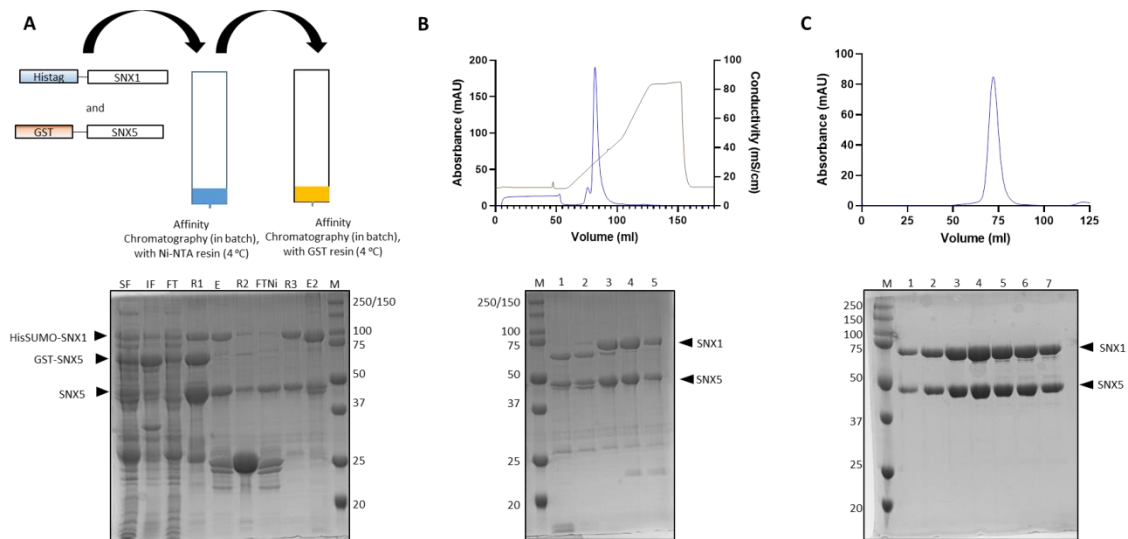 A
Histag
SNX1
and
GST
SNX5
Affinity
Chromatography (in batch),
with Ni-NTA resin (4 ºC)
Affinity
Chromatography (in batch),
with GST resin (4 ºC)
SF IF FT R1 E R2 FTNi R3 E2 M
HisSUMO-SNX1
GST-SNX5
SNX5
250/150
100
75
50
37
25
20
B
Abosrbance (mAU)
200
150
100
50
0
0 50 100 150
Volume (ml)
100
80
60
40
20
0
Conductivity (mS/cm)
M 1 2 3 4 5
250/150
100
75
50
37
25
20
SNX1
SNX5
C
Absorbance (mAU)
100
80
60
40
20
0
0 25 50 75 100 125
Volume (ml)
M 1 2 3 4 5 6 7
250
150
100
75
50
37
25
20
SNX1
SNX5